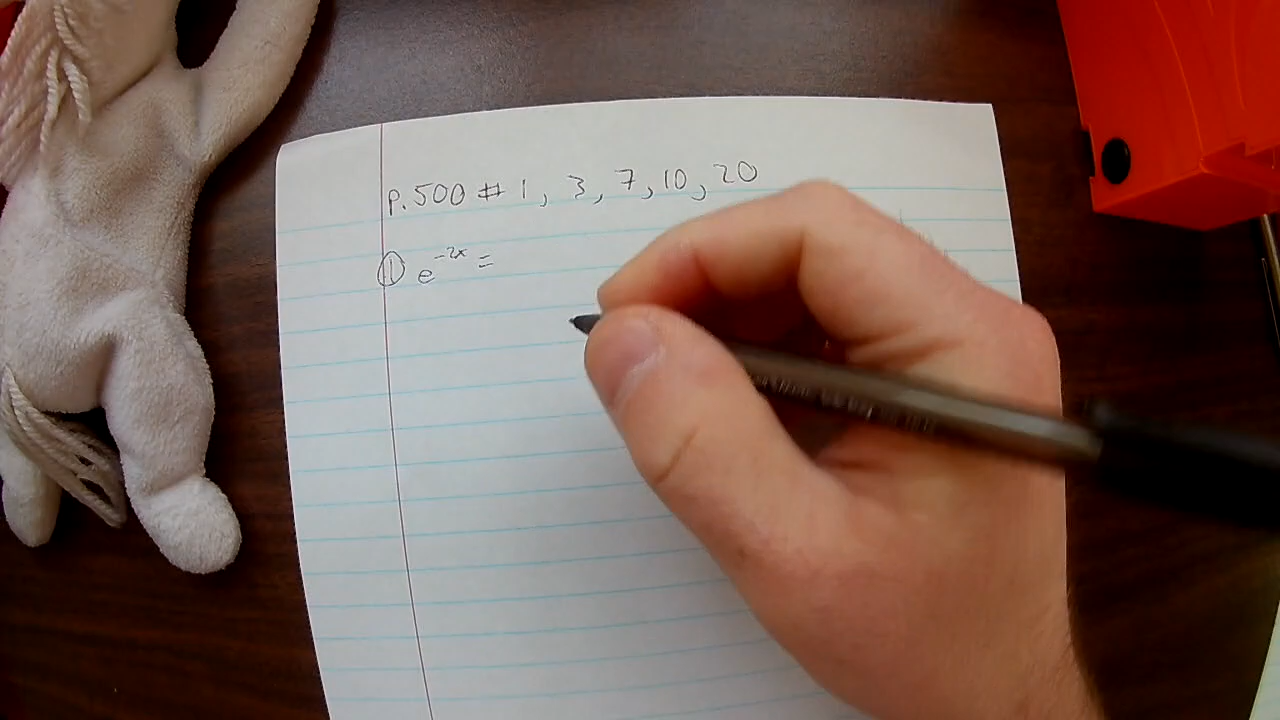 p. 500 # 1, 3, 7, 10, 20
① e^-2x =